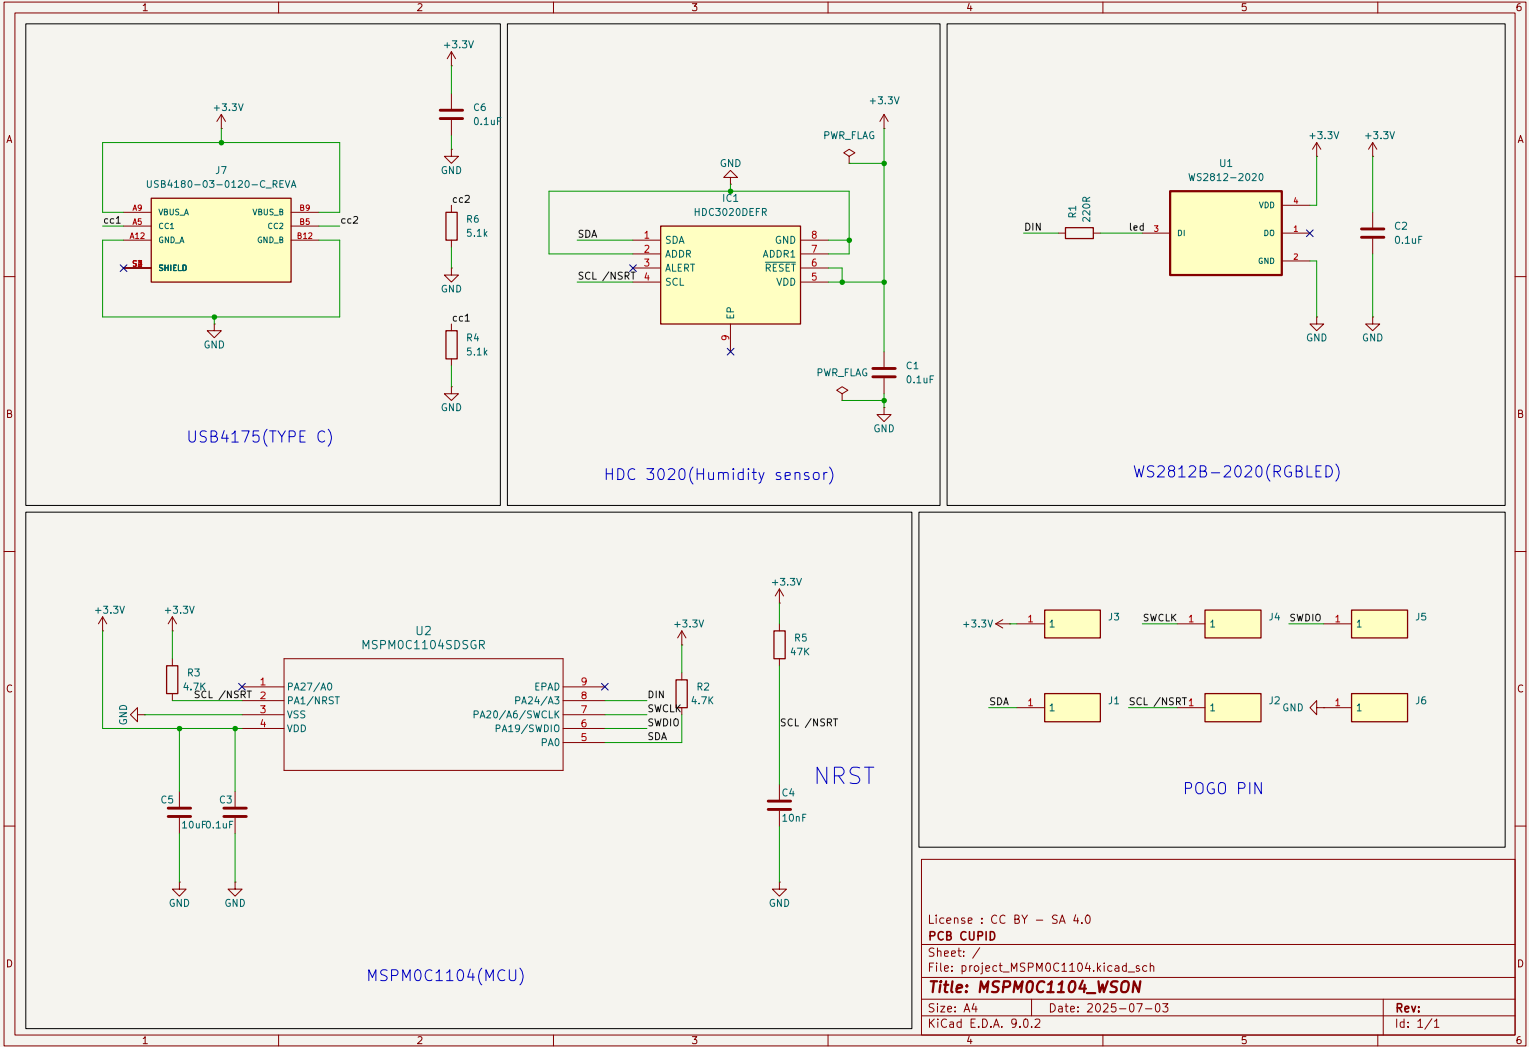 1 2 3 4 5 6
A
B
C
D
+3.3V
J7
USB4180-03-0120-C_REVA
A9 VBUS_A VBUS_B B9
cc1 A5 CC1 CC2 B5 cc2
A12 GND_A GND_B B12
SHIELD
GND
+3.3V
C6
0.1uF
GND
cc2
R6
5.1k
GND
cc1
R4
5.1k
GND
USB4175(TYPE C)
+3.3V
PWR_FLAG
GND
IC1
HDC3020DEFR
SDA 1 SDA GND 8
2 ADDR ADDR1 7
3 ALERT RESET 6
SCL /NSRT 4 SCL VDD 5
EP
9
PWR_FLAG
C1
0.1uF
GND
HDC 3020(Humidity sensor)
+3.3V +3.3V
U1
WS2812-2020
R1
220R
DIN led 3 DI
VDD 4
DO 1
GND 2
C2
0.1uF
GND GND
WS2812B-2020(RGBLED)
+3.3V +3.3V
R3
4.7K
SCL /NSRT
GND
U2
MSPM0C1104SDSGR
1 PA27/A0 EPAD 9
2 PA1/NRST PA24/A3 8 DIN
3 VSS PA20/A6/SWCLK 7 SWCLK
4 VDD PA19/SWDIO 6 SWDIO
PA0 5 SDA
+3.3V
R2
4.7K
C5
10uF
C3
0.1uF
GND GND
+3.3V
R5
47K
SCL /NSRT
NRST
C4
10nF
GND
MSPM0C1104(MCU)
+3.3V 1 1 J3
SWCLK 1 1 J4
SWDIO 1 1 J5
SDA 1 1 J1
SCL /NSRT 1 1 J2
GND 1 1 J6
POGO PIN
License : CC BY - SA 4.0
PCB CUPID
Sheet: /
File: project_MSPM0C1104.kicad_sch
Title: MSPM0C1104_WSON
Size: A4 Date: 2025-07-03 Rev:
KiCad E.D.A. 9.0.2 Id: 1/1
A
B
C
D
1 2 3 4 5 6